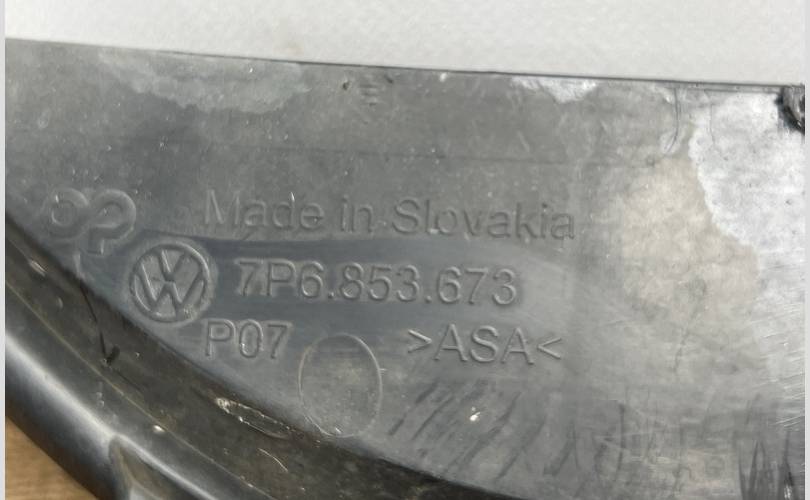 Made in Slovakia
7P6.853.673
P07 >ASA<